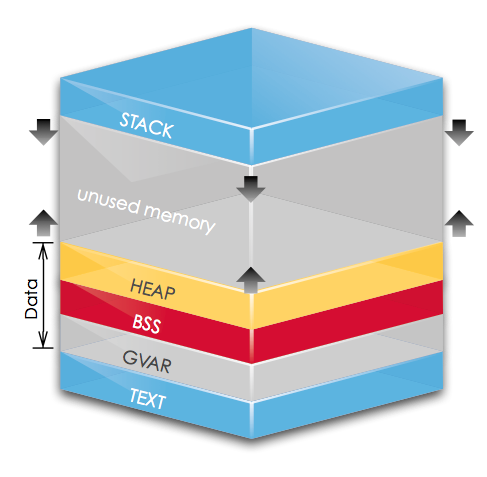 STACK
unused memory
Data
HEAP
BSS
GVAR
TEXT